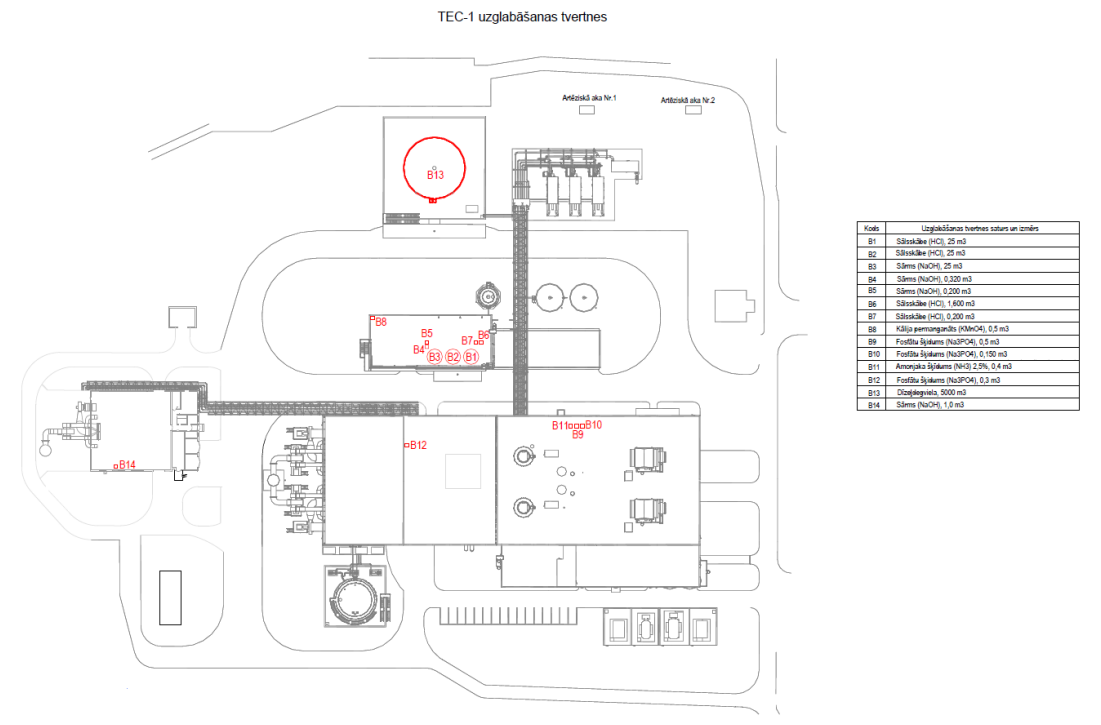 TEC-1 uzglabāšanas tvertnes
Artēziskā aka Nr.1
Artēziskā aka Nr.2
B13
Kods Uzglabāšanas tvertnes saturs un izmērs
B1 Sālsskābe (HCl), 25 m3
B2 Sālsskābe (HCl), 25 m3
B3 Sārms (NaOH), 25 m3
B4 Sārms (NaOH), 0,320 m3
B5 Sārms (NaOH), 0,200 m3
B6 Sālsskābe (HCl), 1,600 m3
B7 Sālsskābe (HCl), 0,200 m3
B8 Kālija permanganāts (KMnO4), 0,5 m3
B9 Fosfātu šķidums (Na3PO4), 0,5 m3
B10 Fosfātu šķidums (Na3PO4), 0,150 m3
B11 Amonjaka šķīdums (NH3) 2,5%, 0,4 m3
B12 Fosfātu šķidums (Na3PO4), 0,3 m3
B13 Dīzeļdegviela, 5000 m3
B14 Sārms (NaOH), 1,0 m3
B8
B5
B7
B6
B4
B3
B2
B1
B11
B10
B9
B12
B14